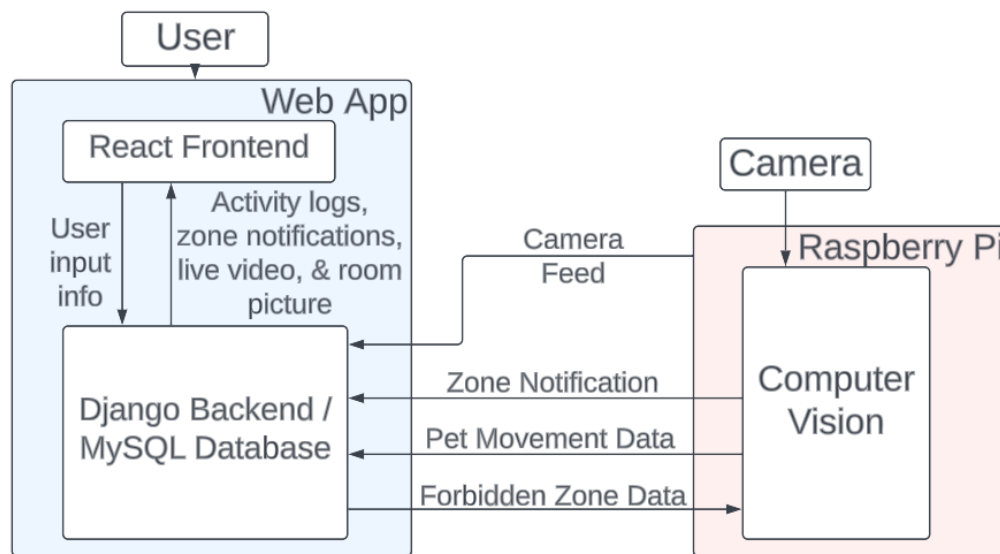 User
Web App
React Frontend
User
input
info
Activity logs,
zone notifications,
live video, & room
picture
Django Backend /
MySQL Database
Camera
Feed
Zone Notification
Pet Movement Data
Forbidden Zone Data
Camera
Raspberry Pi
Computer
Vision